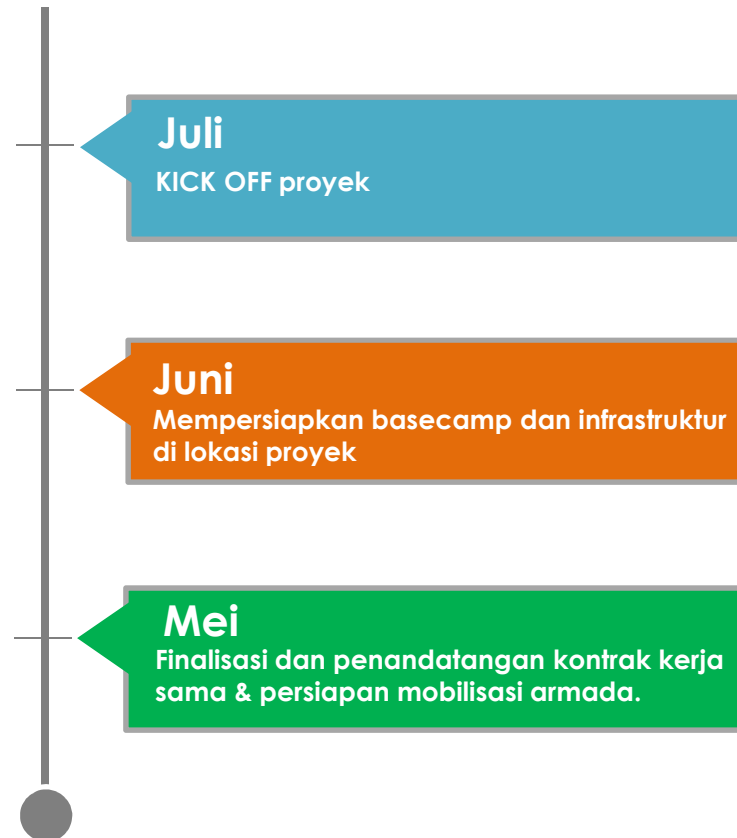 Juli
KICK OFF proyek
Juni
Mempersiapkan basecamp dan infrastruktur
di lokasi proyek
Mei
Finalisasi dan penandatangan kontrak kerja
sama & persiapan mobilisasi armada.